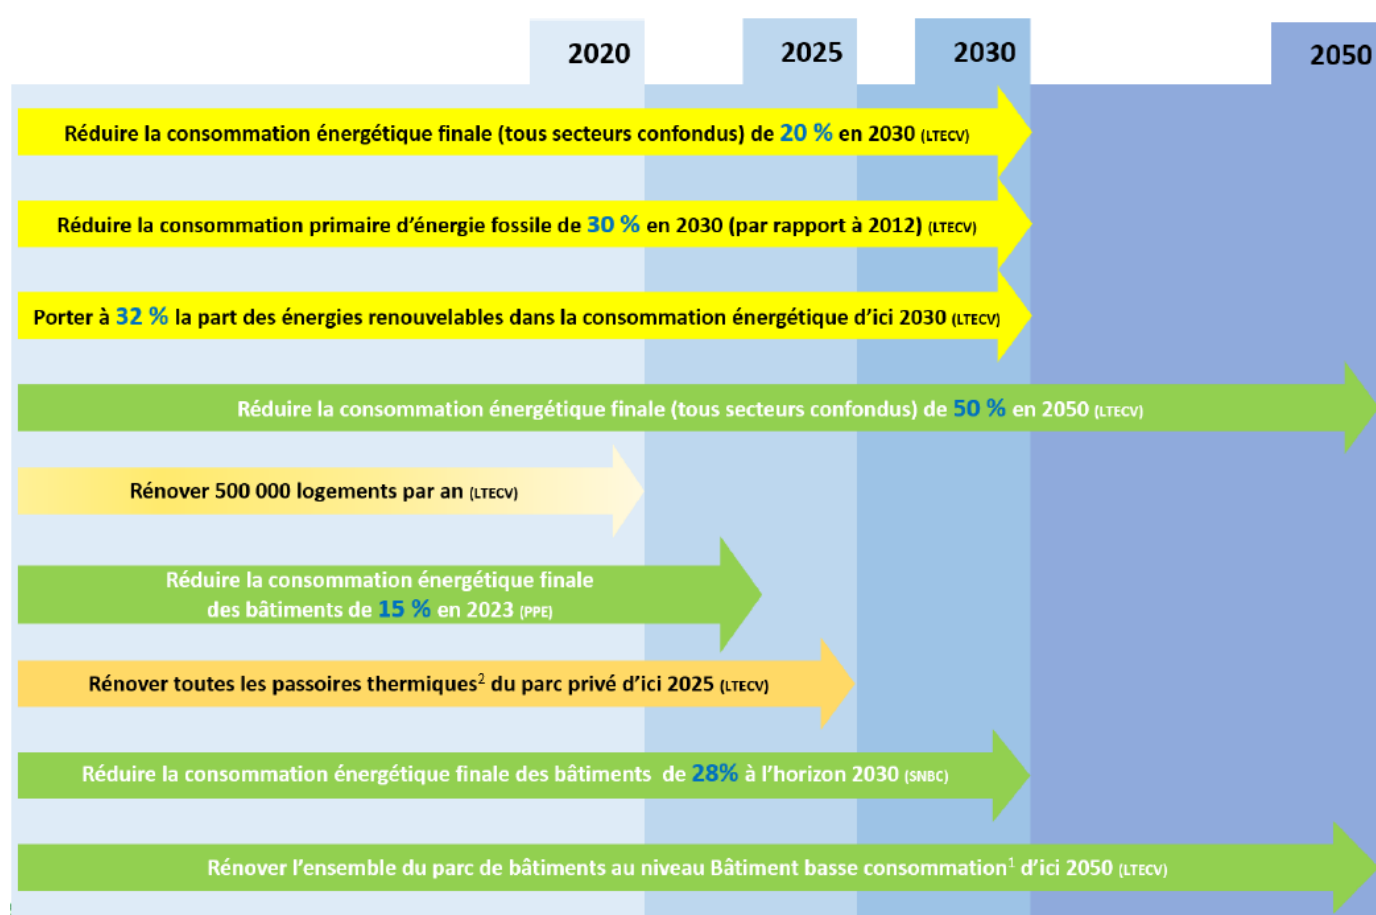 2020 2025 2030 2050
Réduire la consommation énergétique finale (tous secteurs confondus) de 20 % en 2030 (LTECV)
Réduire la consommation primaire d’énergie fossile de 30 % en 2030 (par rapport à 2012) (LTECV)
Porter à 32 % la part des énergies renouvelables dans la consommation énergétique d’ici 2030 (LTECV)
Réduire la consommation énergétique finale (tous secteurs confondus) de 50 % en 2050 (LTECV)
Rénover 500 000 logements par an (LTECV)
Réduire la consommation énergétique finale
des bâtiments de 15 % en 2023 (PPE)
Rénover toutes les passoires thermiques² du parc privé d’ici 2025 (LTECV)
Réduire la consommation énergétique finale des bâtiments de 28% à l’horizon 2030 (SNBC)
Rénover l’ensemble du parc de bâtiments au niveau Bâtiment basse consommation¹ d’ici 2050 (LTECV)